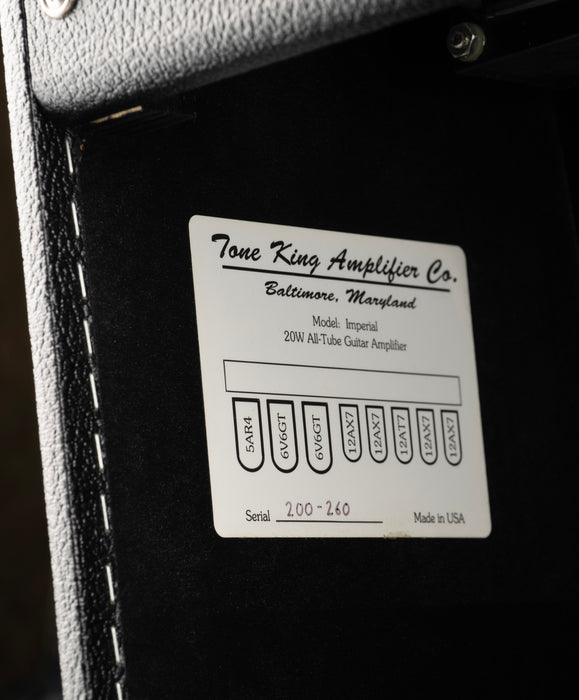 Tone King Amplifier Co.
Baltimore, Maryland
Model: Imperial
20W All-Tube Guitar Amplifier
5AR4 6V6GT 6V6GT 12AX7 12AX7 12AT7 12AX7 12AX7
Serial 200-260 Made in USA